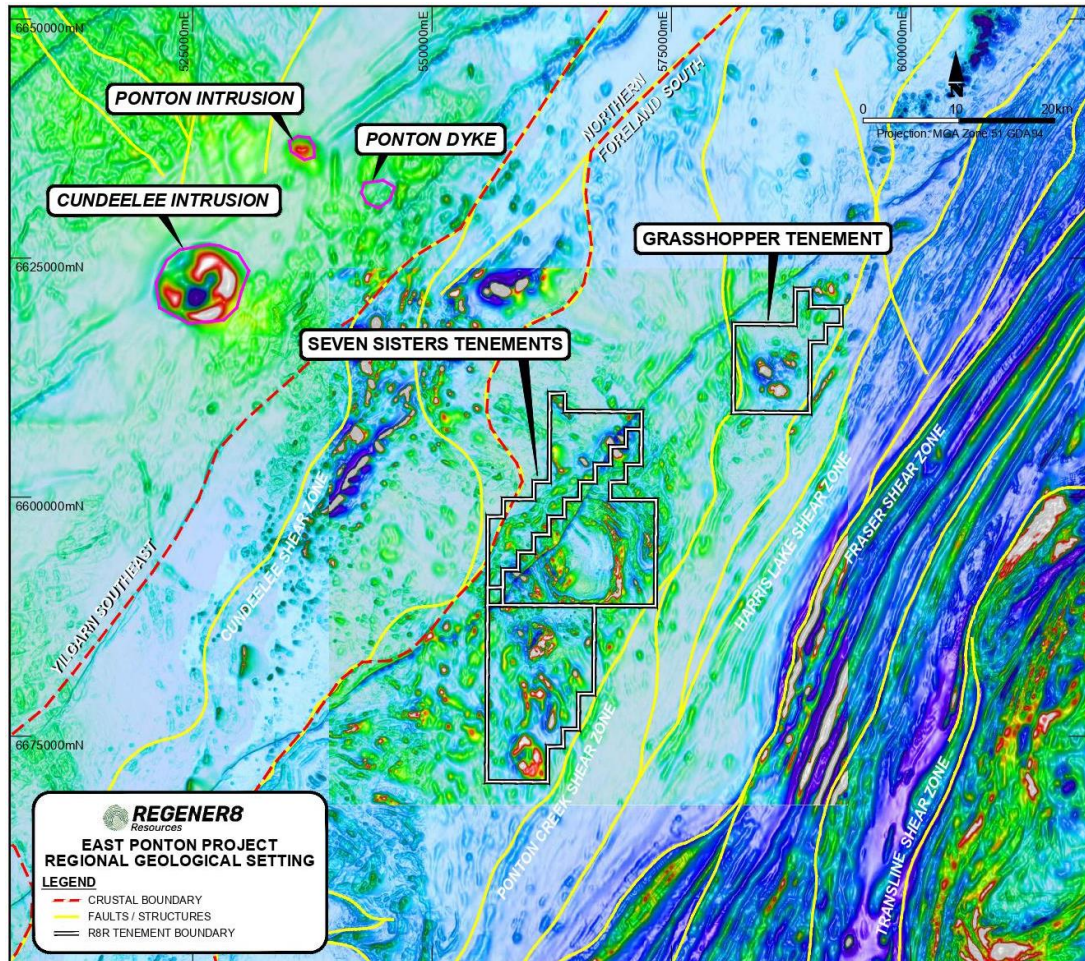 6650000mN
525000mE
550000mE
575000mE
600000mE
N
0 10 20km
Projection: MGA Zone 51 GDA94
PONTON INTRUSION
PONTON DYKE
CUNDEELEE INTRUSION
NORTHERN
FORELAND SOUTH
6625000mN
GRASSHOPPER TENEMENT
SEVEN SISTERS TENEMENTS
6600000mN
YILGARN SOUTHEAST
CUNDEELEE SHEAR ZONE
HARRIS LAKE SHEAR ZONE
FRASER SHEAR ZONE
6675000mN
PONTON CREEK SHEAR ZONE
TRANSLINE SHEAR ZONE
REGENER8
Resources
EAST PONTON PROJECT
REGIONAL GEOLOGICAL SETTING
LEGEND
CRUSTAL BOUNDARY
FAULTS / STRUCTURES
R8R TENEMENT BOUNDARY